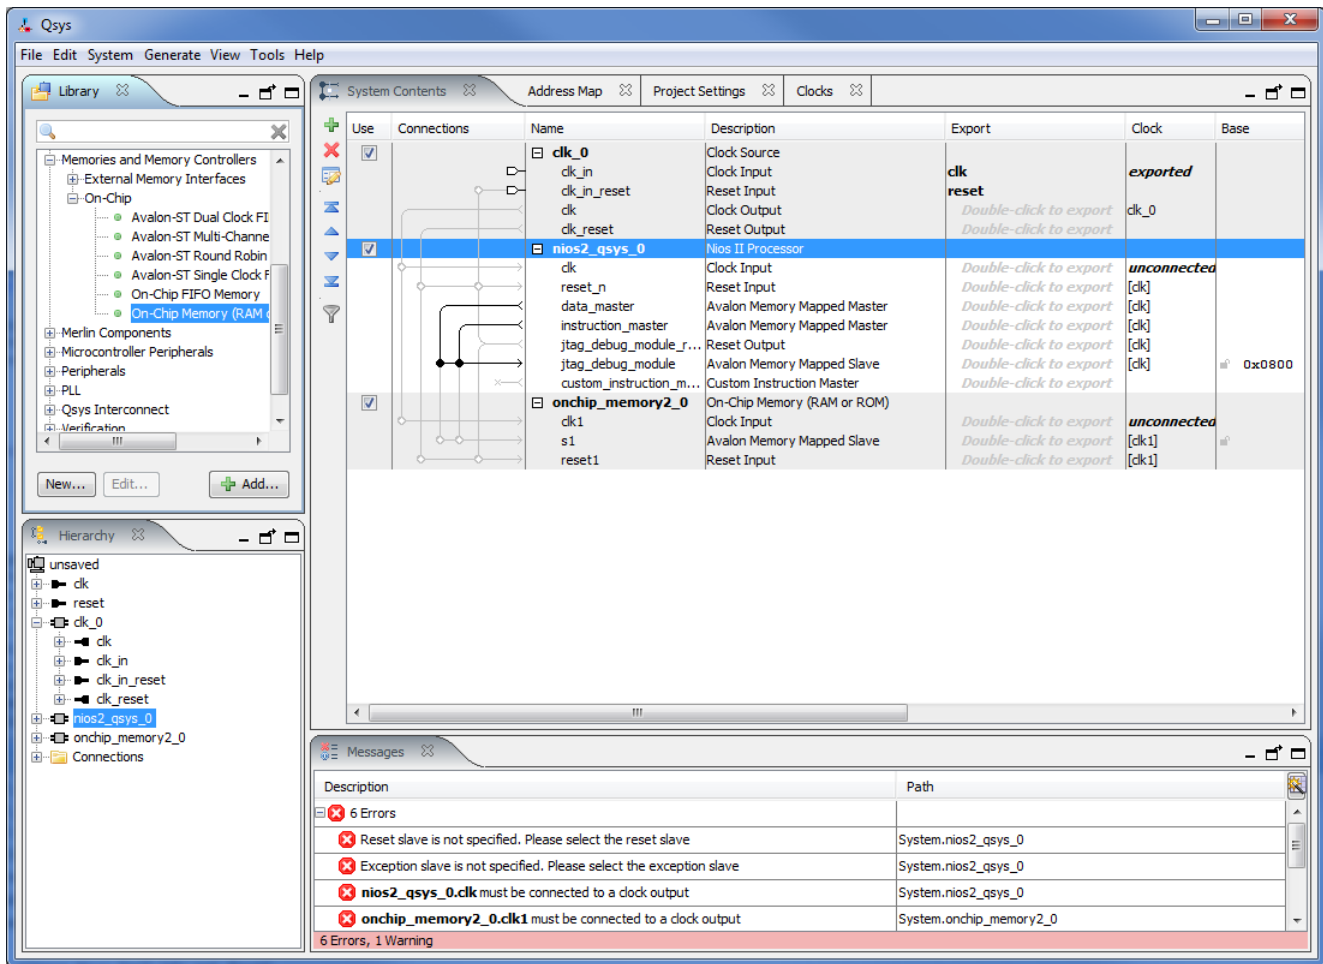 Qsys
File Edit System Generate View Tools Help
Library
Memories and Memory Controllers
External Memory Interfaces
On-Chip
Avalon-ST Dual Clock FI
Avalon-ST Multi-Channe
Avalon-ST Round Robin
Avalon-ST Single Clock F
On-Chip FIFO Memory
On-Chip Memory (RAM o
Merlin Components
Microcontroller Peripherals
Peripherals
PLL
Qsys Interconnect
Verification
New... Edit... Add...
Hierarchy
unsaved
clk
reset
clk_0
clk
clk_in
clk_in_reset
clk_reset
nios2_qsys_0
onchip_memory2_0
Connections
System Contents Address Map Project Settings Clocks
Use Connections Name Description Export Clock Base
clk_0 Clock Source
clk_in Clock Input clk exported
clk_in_reset Reset Input reset
clk Clock Output Double-click to export clk_0
clk_reset Reset Output Double-click to export
nios2_qsys_0 Nios II Processor
clk Clock Input Double-click to export unconnected
reset_n Reset Input Double-click to export [clk]
data_master Avalon Memory Mapped Master Double-click to export [clk]
instruction_master Avalon Memory Mapped Master Double-click to export [clk]
jtag_debug_module_r... Reset Output Double-click to export [clk]
jtag_debug_module Avalon Memory Mapped Slave Double-click to export [clk] 0x0800
custom_instruction_m... Custom Instruction Master Double-click to export
onchip_memory2_0 On-Chip Memory (RAM or ROM)
clk1 Clock Input Double-click to export unconnected
s1 Avalon Memory Mapped Slave Double-click to export [clk1]
reset1 Reset Input Double-click to export [clk1]
Messages
Description Path
6 Errors
Reset slave is not specified. Please select the reset slave System.nios2_qsys_0
Exception slave is not specified. Please select the exception slave System.nios2_qsys_0
nios2_qsys_0.clk must be connected to a clock output System.nios2_qsys_0
onchip_memory2_0.clk1 must be connected to a clock output System.onchip_memory2_0
6 Errors, 1 Warning